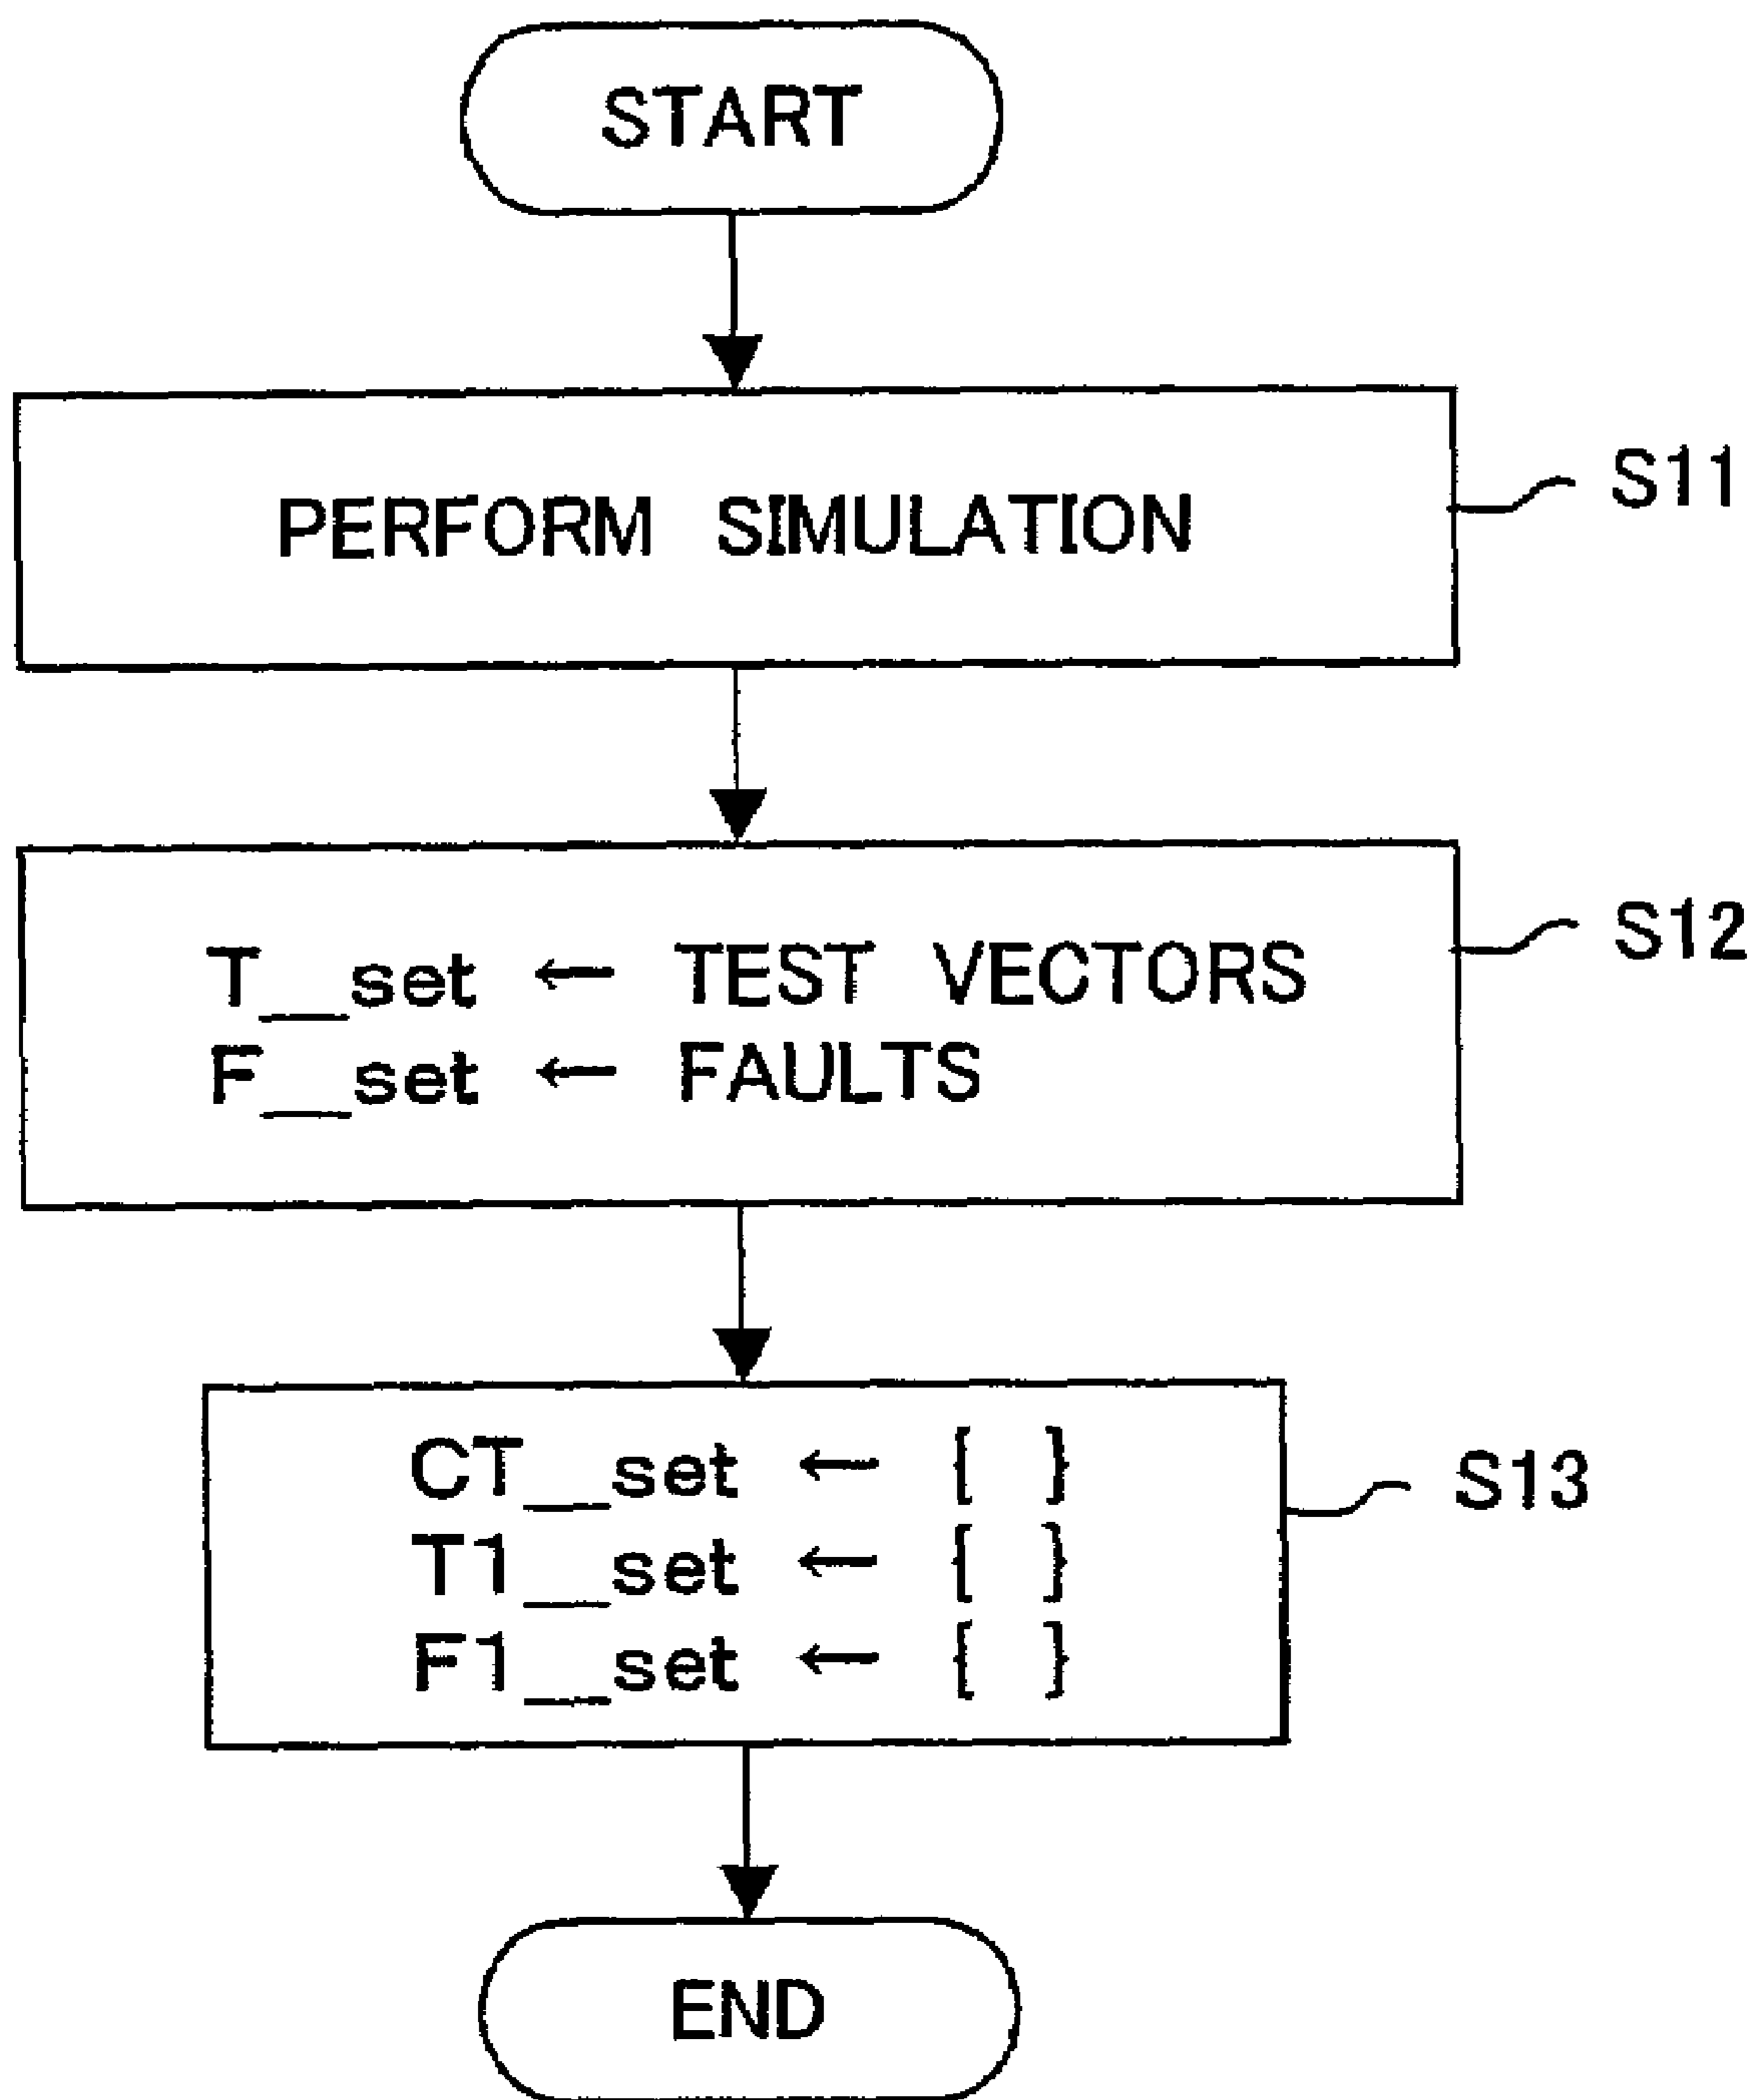 START
PERFORM SIMULATION
S11
T__set ← TEST VECTORS
F__set ← FAULTS
S12
CT__set ← { }
T1__set ← { }
F1__set ← { }
S13
END